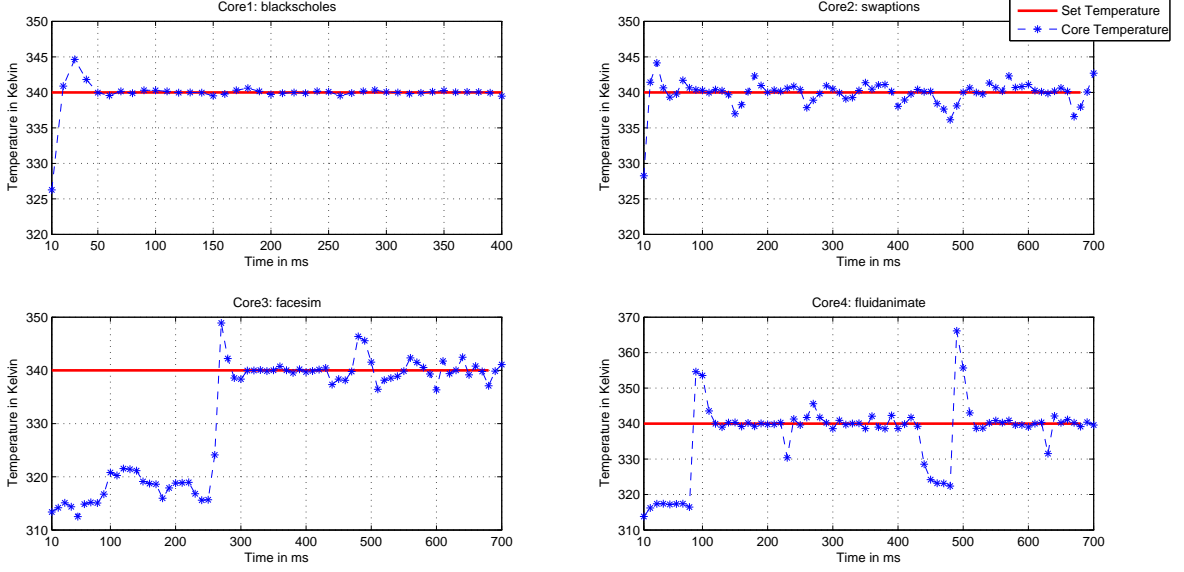 Core1: blackscholes
350
345
340
335
330
325
320
Temperature in Kelvin
10 50 100 150 200 250 300 350 400
Time in ms
Core2: swaptions
Set Temperature
Core Temperature
350
345
340
335
330
325
320
Temperature in Kelvin
10 100 200 300 400 500 600 700
Time in ms
Core3: facesim
350
340
330
320
310
Temperature in Kelvin
10 100 200 300 400 500 600 700
Time in ms
Core4: fluidanimate
370
360
350
340
330
320
310
Temperature in Kelvin
10 100 200 300 400 500 600 700
Time in ms